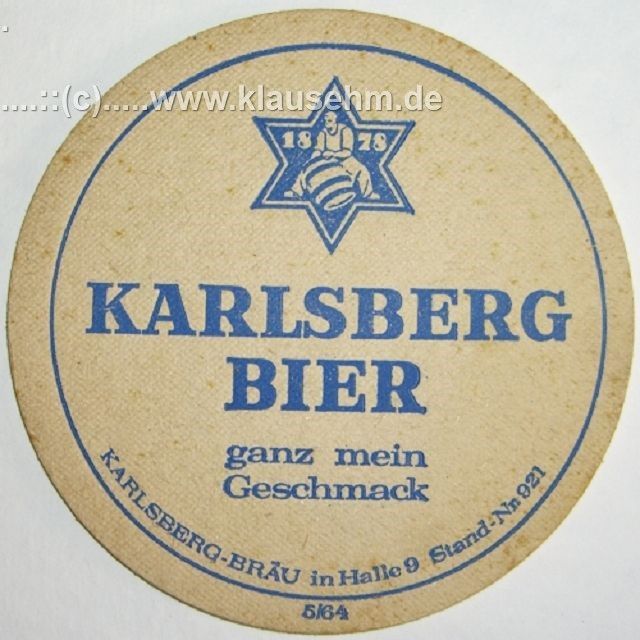 .....::(c).....www.klausehm.de
1878
KARLSBERG
BIER
ganz mein
Geschmack
KARLSBERG-BRÄU in Halle 9 Stand-Nr. 921
5/64